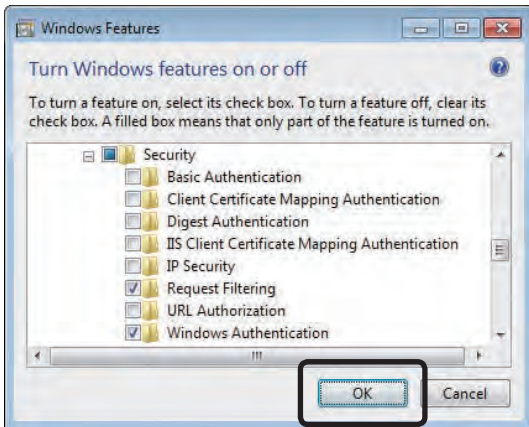 Windows Features
Turn Windows features on or off
To turn a feature on, select its check box. To turn a feature off, clear its
check box. A filled box means that only part of the feature is turned on.
Security
Basic Authentication
Client Certificate Mapping Authentication
Digest Authentication
IIS Client Certificate Mapping Authentication
IP Security
Request Filtering
URL Authorization
Windows Authentication
OK Cancel